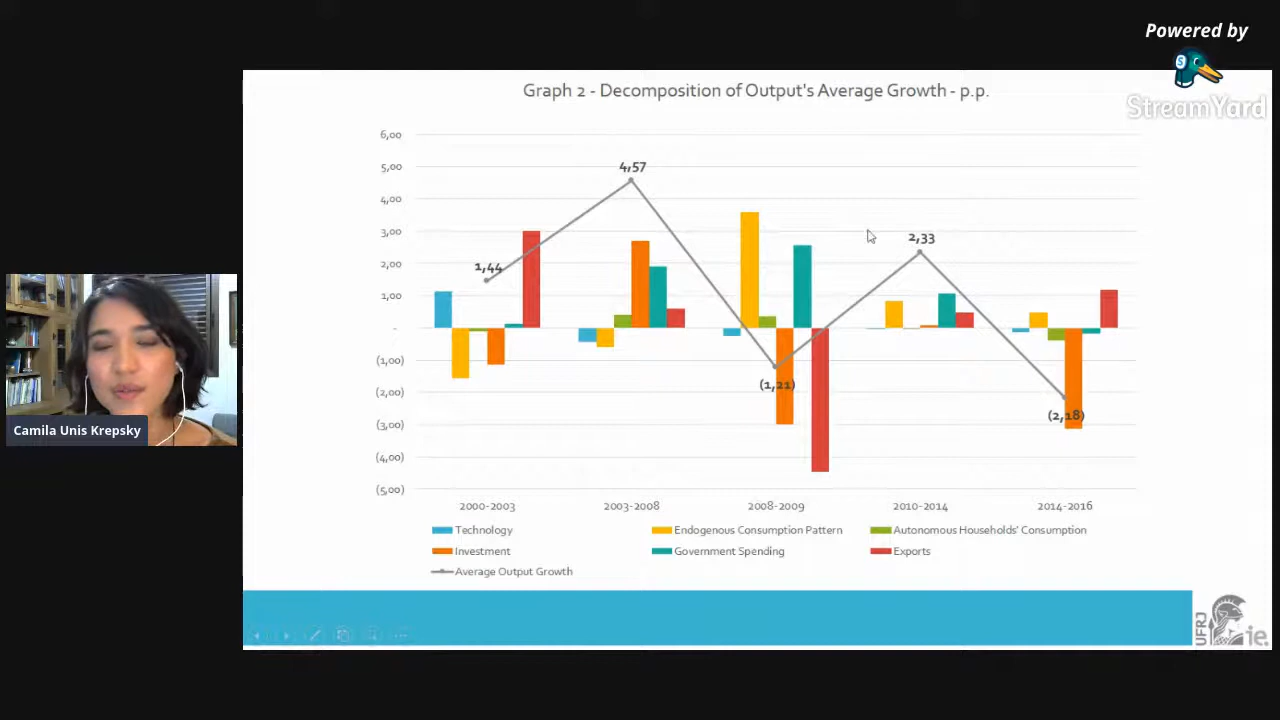 Powered by
StreamYard
Graph 2 - Decomposition of Output's Average Growth - p.p.
6,00
5,00
4,00
3,00
2,00
1,00
-
(1,00)
(2,00)
(3,00)
(4,00)
(5,00)
1,44
4,57
(1,21)
2,33
(2,18)
2000-2003 2003-2008 2008-2009 2010-2014 2014-2016
Technology Endogenous Consumption Pattern Autonomous Households' Consumption
Investment Government Spending Exports
Average Output Growth
Camila Unis Krepsky
UFRJ
ie.